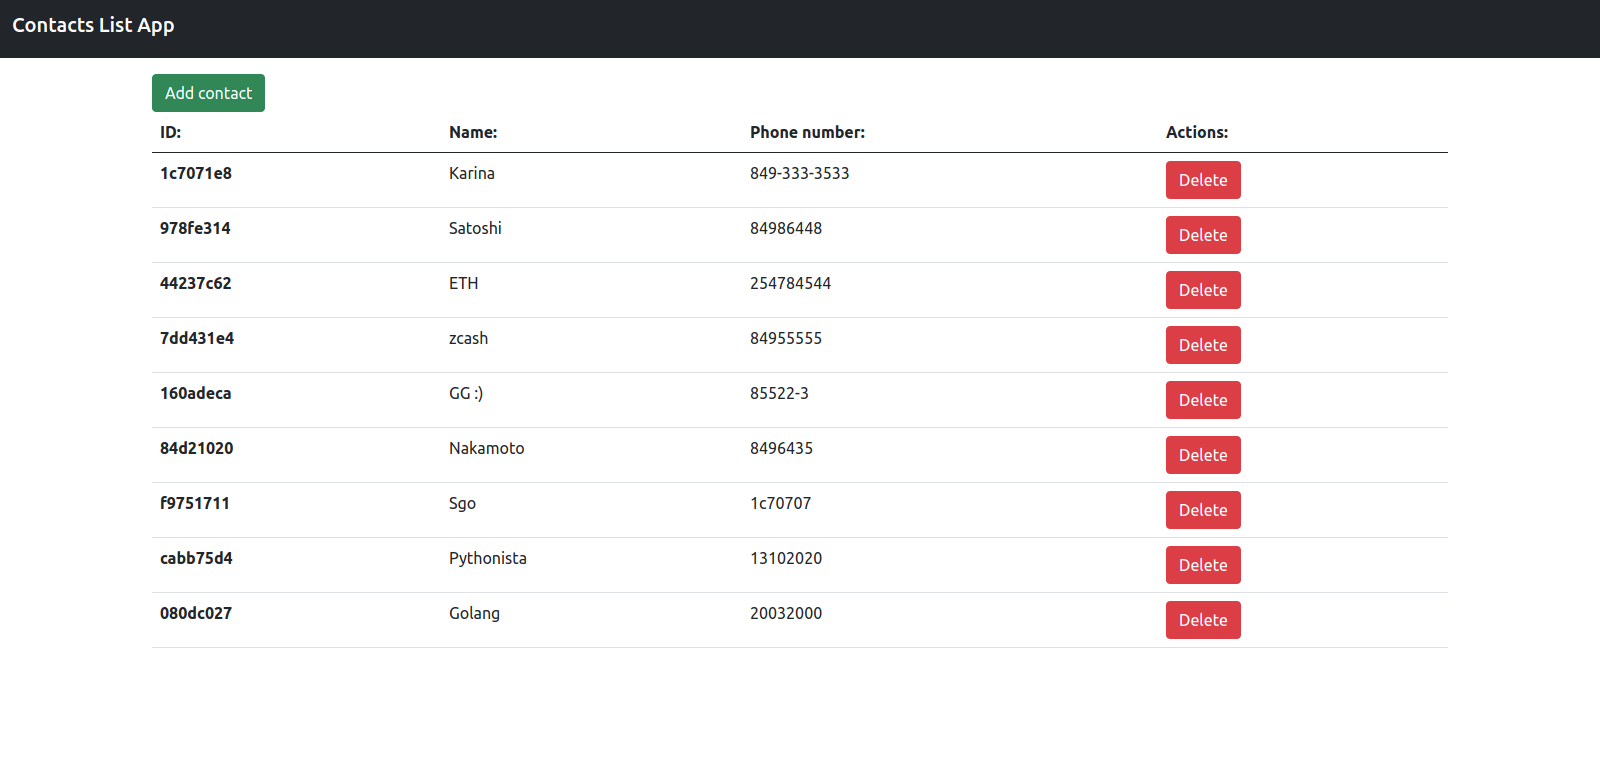 Contacts List App
Add contact
ID: Name: Phone number: Actions:
1c7071e8 Karina 849-333-3533 Delete
978fe314 Satoshi 84986448 Delete
44237c62 ETH 254784544 Delete
7dd431e4 zcash 84955555 Delete
160adeca GG :) 85522-3 Delete
84d21020 Nakamoto 8496435 Delete
f9751711 Sgo 1c70707 Delete
cabb75d4 Pythonista 13102020 Delete
080dc027 Golang 20032000 Delete